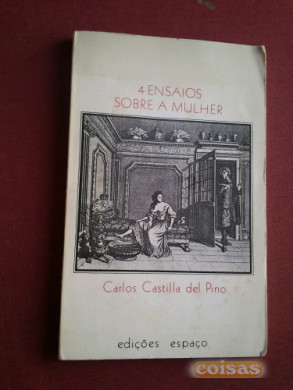 4 ENSAIOS
SOBRE A MULHER
Carlos Castilla del Pino
edições espaço
coisas